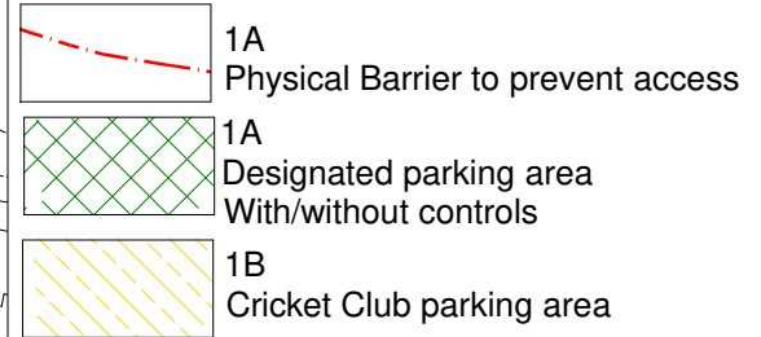 1A
Physical Barrier to prevent access
1A
Designated parking area
With/without controls
1B
Cricket Club parking area